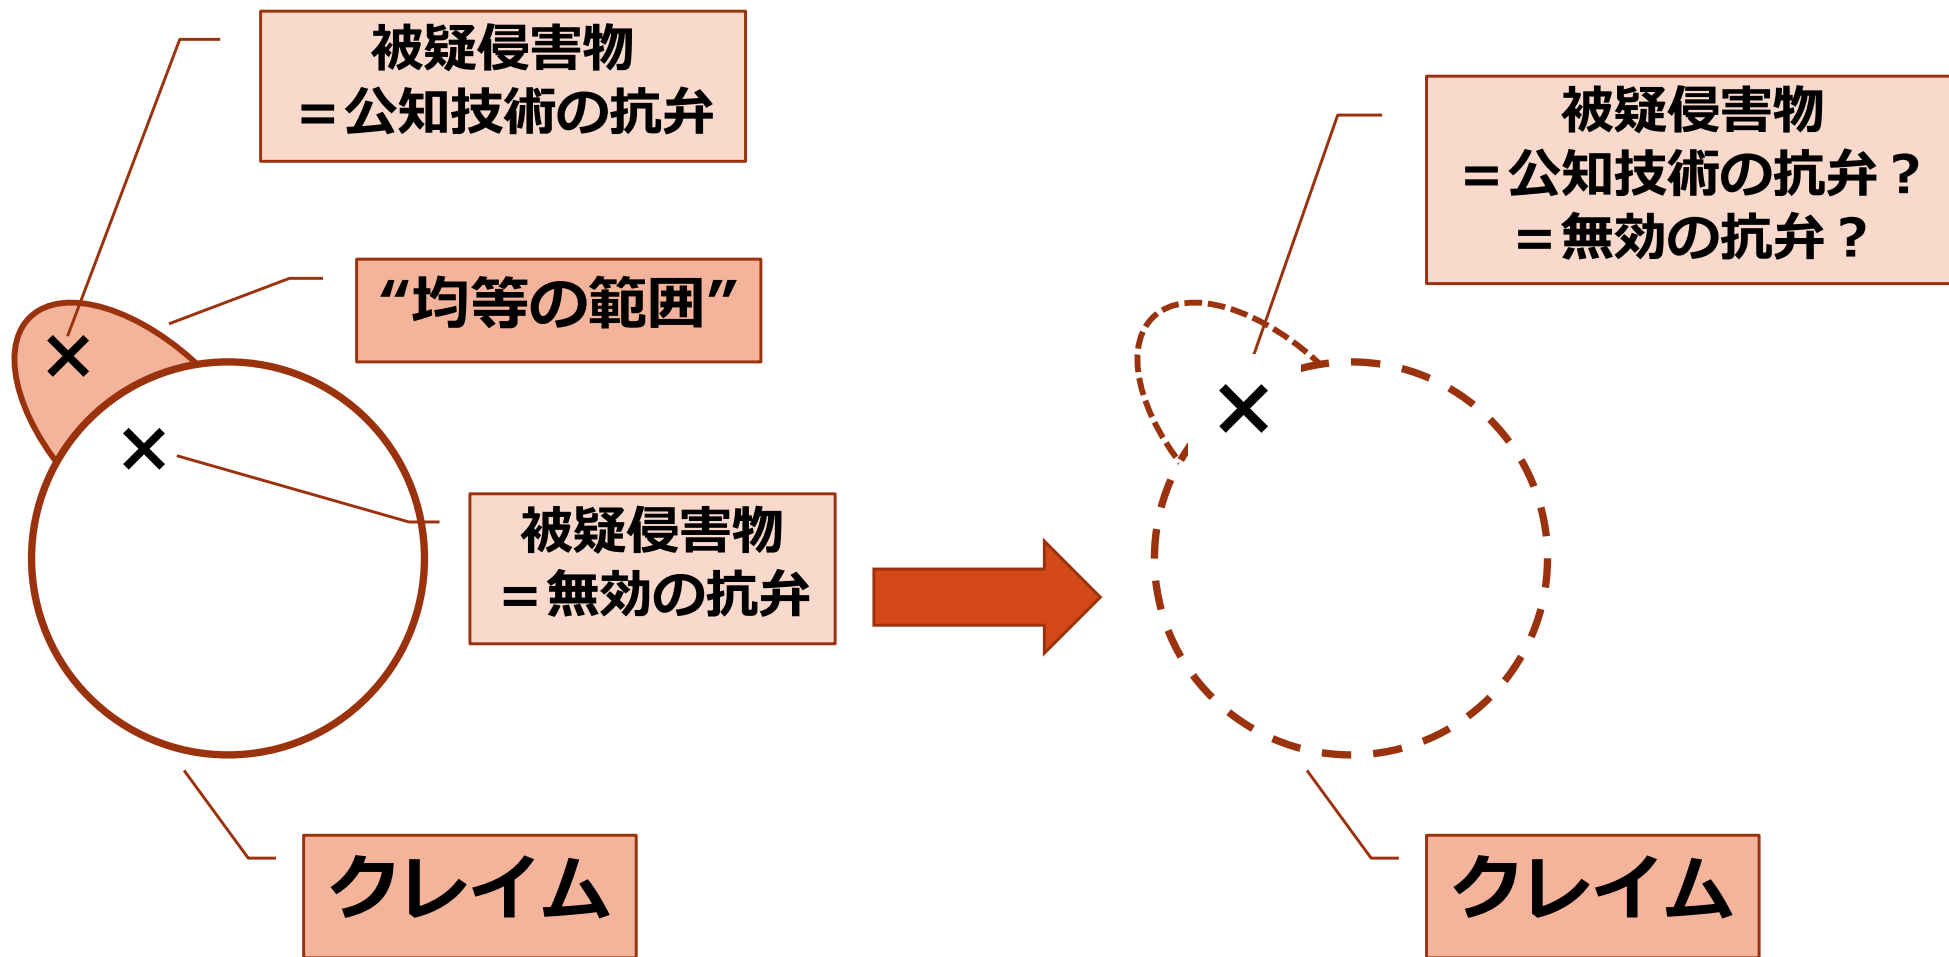 被疑侵害物
＝公知技術の抗弁
“均等の範囲”
被疑侵害物
＝無効の抗弁
クレイム
被疑侵害物
＝公知技術の抗弁？
＝無効の抗弁？
クレイム